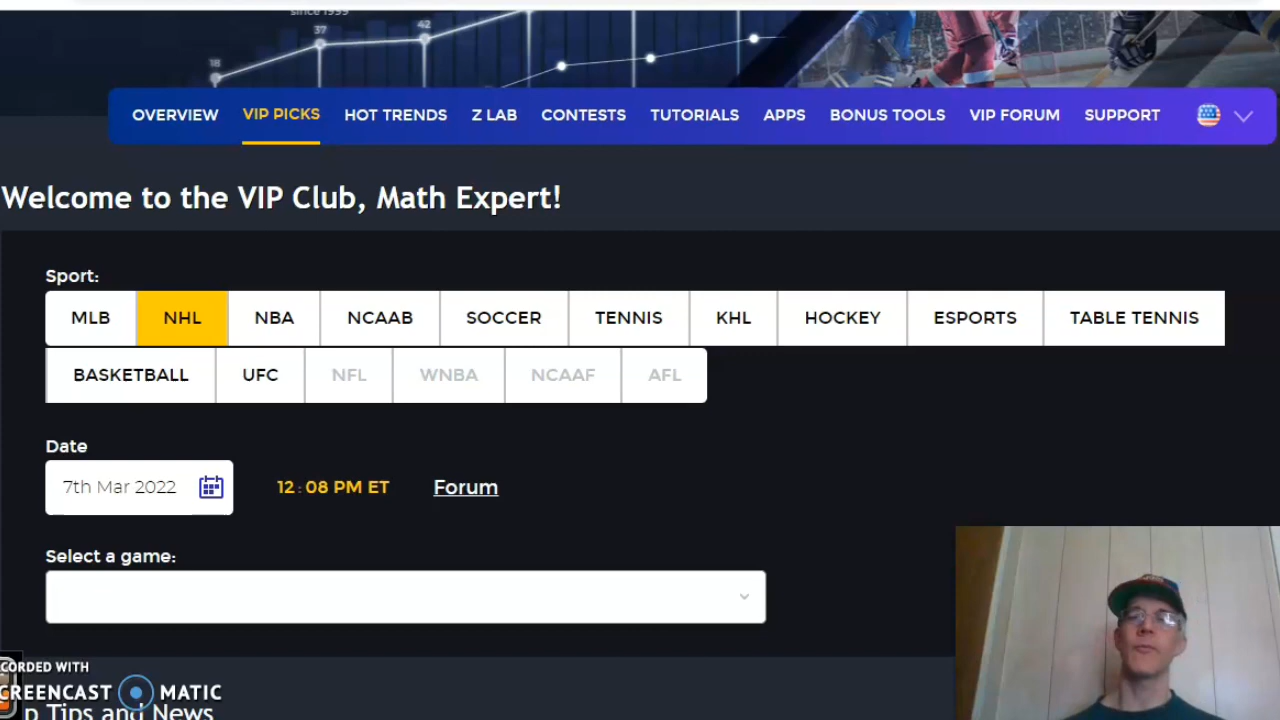 since 1999
18
37
42
OVERVIEW VIP PICKS HOT TRENDS Z LAB CONTESTS TUTORIALS APPS BONUS TOOLS VIP FORUM SUPPORT
Welcome to the VIP Club, Math Expert!
Sport:
MLB NHL NBA NCAAB SOCCER TENNIS KHL HOCKEY ESPORTS TABLE TENNIS
BASKETBALL UFC NFL WNBA NCAAF AFL
Date
7th Mar 2022 12:08 PM ET Forum
Select a game:
CORDED WITH
CREENCAST MATIC
p Tips and News